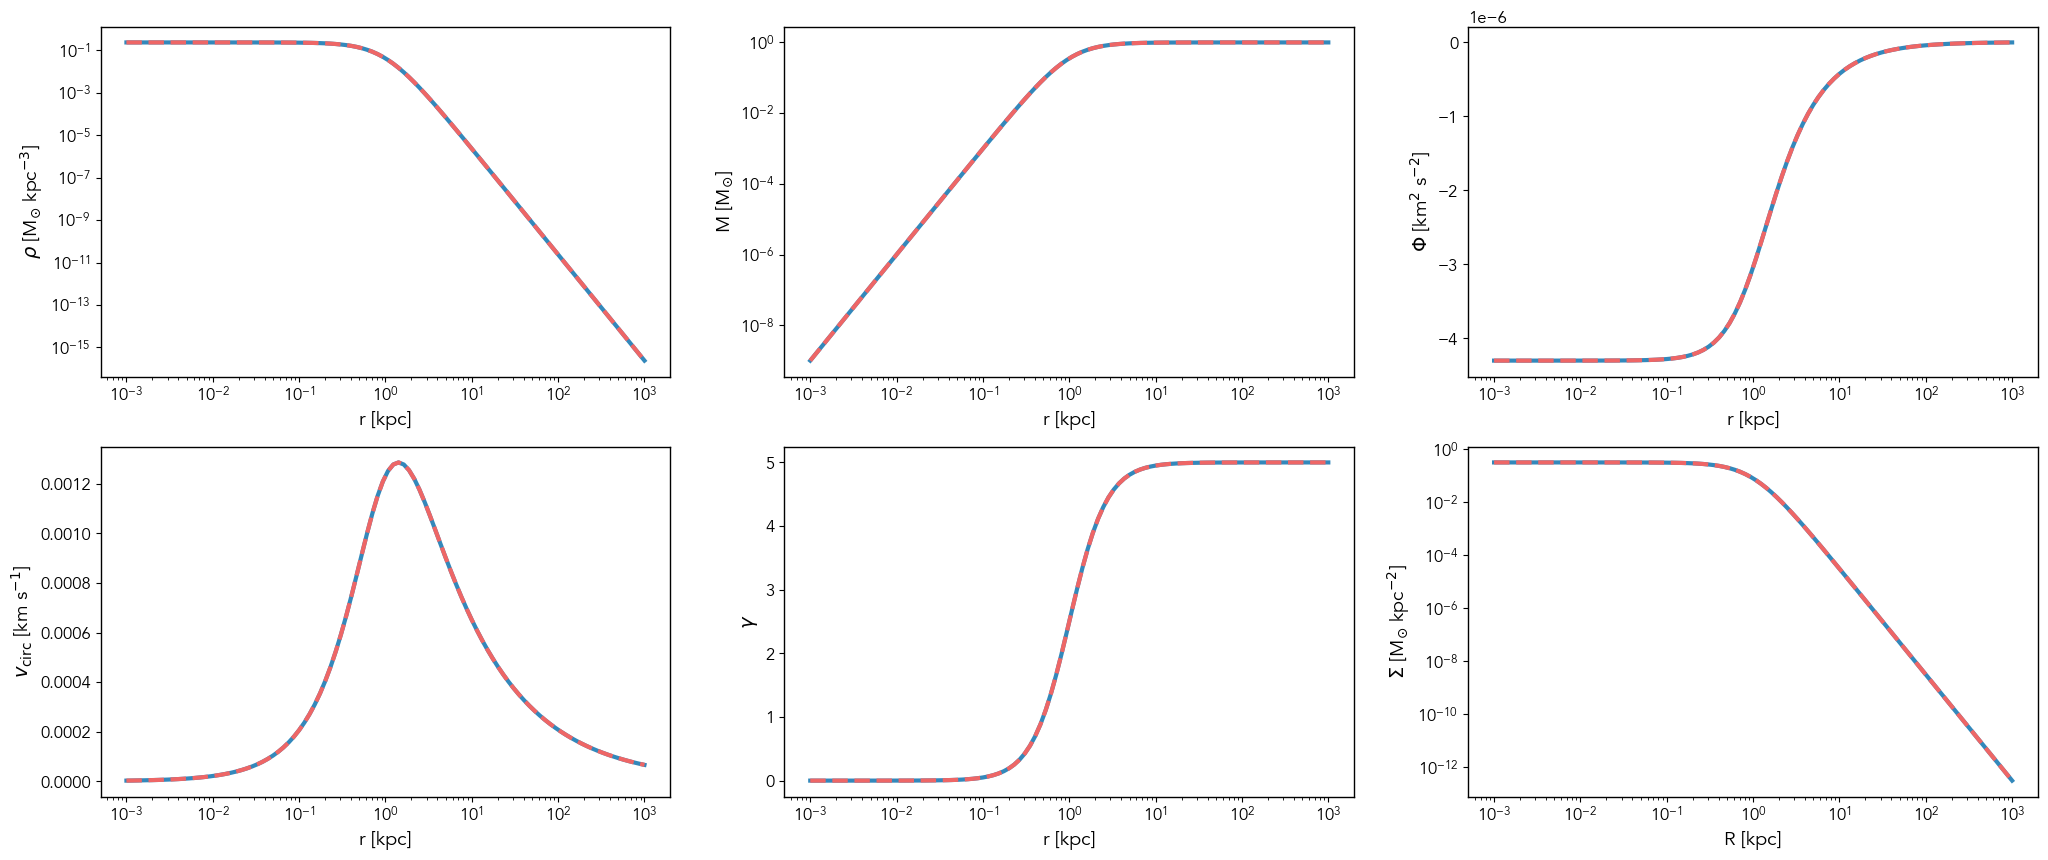 10⁻¹
10⁻³
10⁻⁵
10⁻⁷
10⁻⁹
10⁻¹¹
10⁻¹³
10⁻¹⁵
ρ [M⊙ kpc⁻³]
10⁻³ 10⁻² 10⁻¹ 10⁰ 10¹ 10² 10³
r [kpc]
10⁰
10⁻²
10⁻⁴
10⁻⁶
10⁻⁸
M [M⊙]
10⁻³ 10⁻² 10⁻¹ 10⁰ 10¹ 10² 10³
r [kpc]
1e−6
0
−1
−2
−3
−4
Φ [km² s⁻²]
10⁻³ 10⁻² 10⁻¹ 10⁰ 10¹ 10² 10³
r [kpc]
0.0012
0.0010
0.0008
0.0006
0.0004
0.0002
0.0000
v_circ [km s⁻¹]
10⁻³ 10⁻² 10⁻¹ 10⁰ 10¹ 10² 10³
r [kpc]
5
4
3
2
1
0
γ
10⁻³ 10⁻² 10⁻¹ 10⁰ 10¹ 10² 10³
r [kpc]
10⁰
10⁻²
10⁻⁴
10⁻⁶
10⁻⁸
10⁻¹⁰
10⁻¹²
Σ [M⊙ kpc⁻²]
10⁻³ 10⁻² 10⁻¹ 10⁰ 10¹ 10² 10³
R [kpc]